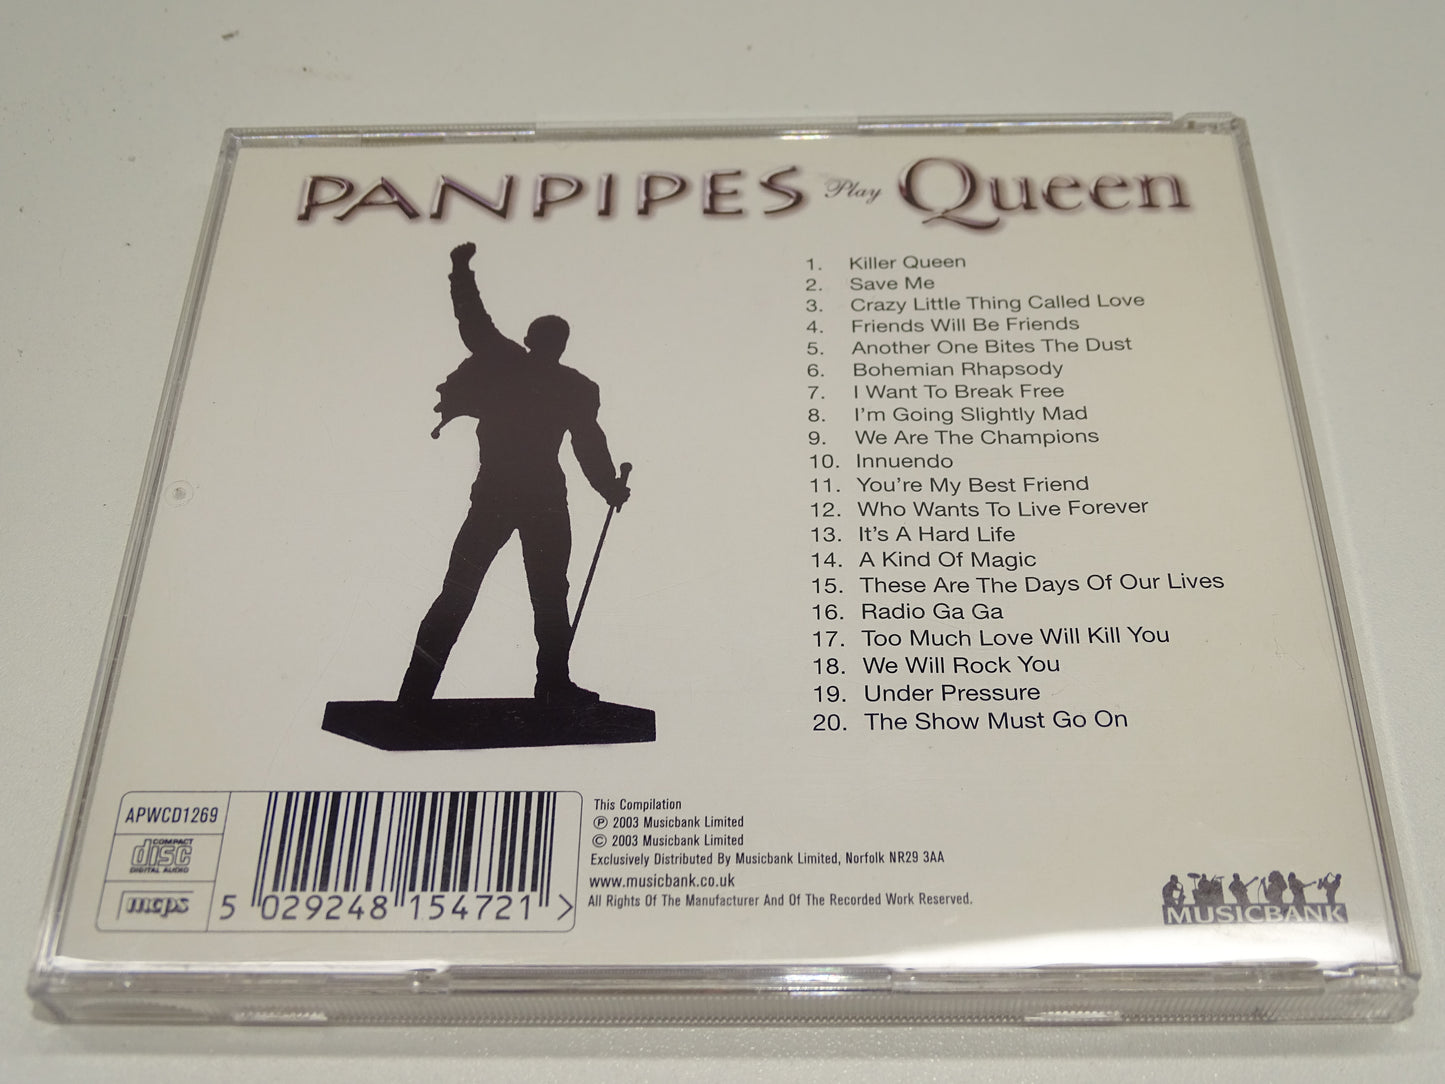 PANPIPES Play Queen
1. Killer Queen
2. Save Me
3. Crazy Little Thing Called Love
4. Friends Will Be Friends
5. Another One Bites The Dust
6. Bohemian Rhapsody
7. I Want To Break Free
8. I'm Going Slightly Mad
9. We Are The Champions
10. Innuendo
11. You're My Best Friend
12. Who Wants To Live Forever
13. It's A Hard Life
14. A Kind Of Magic
15. These Are The Days Of Our Lives
16. Radio Ga Ga
17. Too Much Love Will Kill You
18. We Will Rock You
19. Under Pressure
20. The Show Must Go On
APWCD1269
COMPACT
disc
DIGITAL AUDIO
mcps
5 029248 154721 >
This Compilation
℗ 2003 Musicbank Limited
© 2003 Musicbank Limited
Exclusively Distributed By Musicbank Limited, Norfolk NR29 3AA
www.musicbank.co.uk
All Rights Of The Manufacturer And Of The Recorded Work Reserved.
MUSICBANK